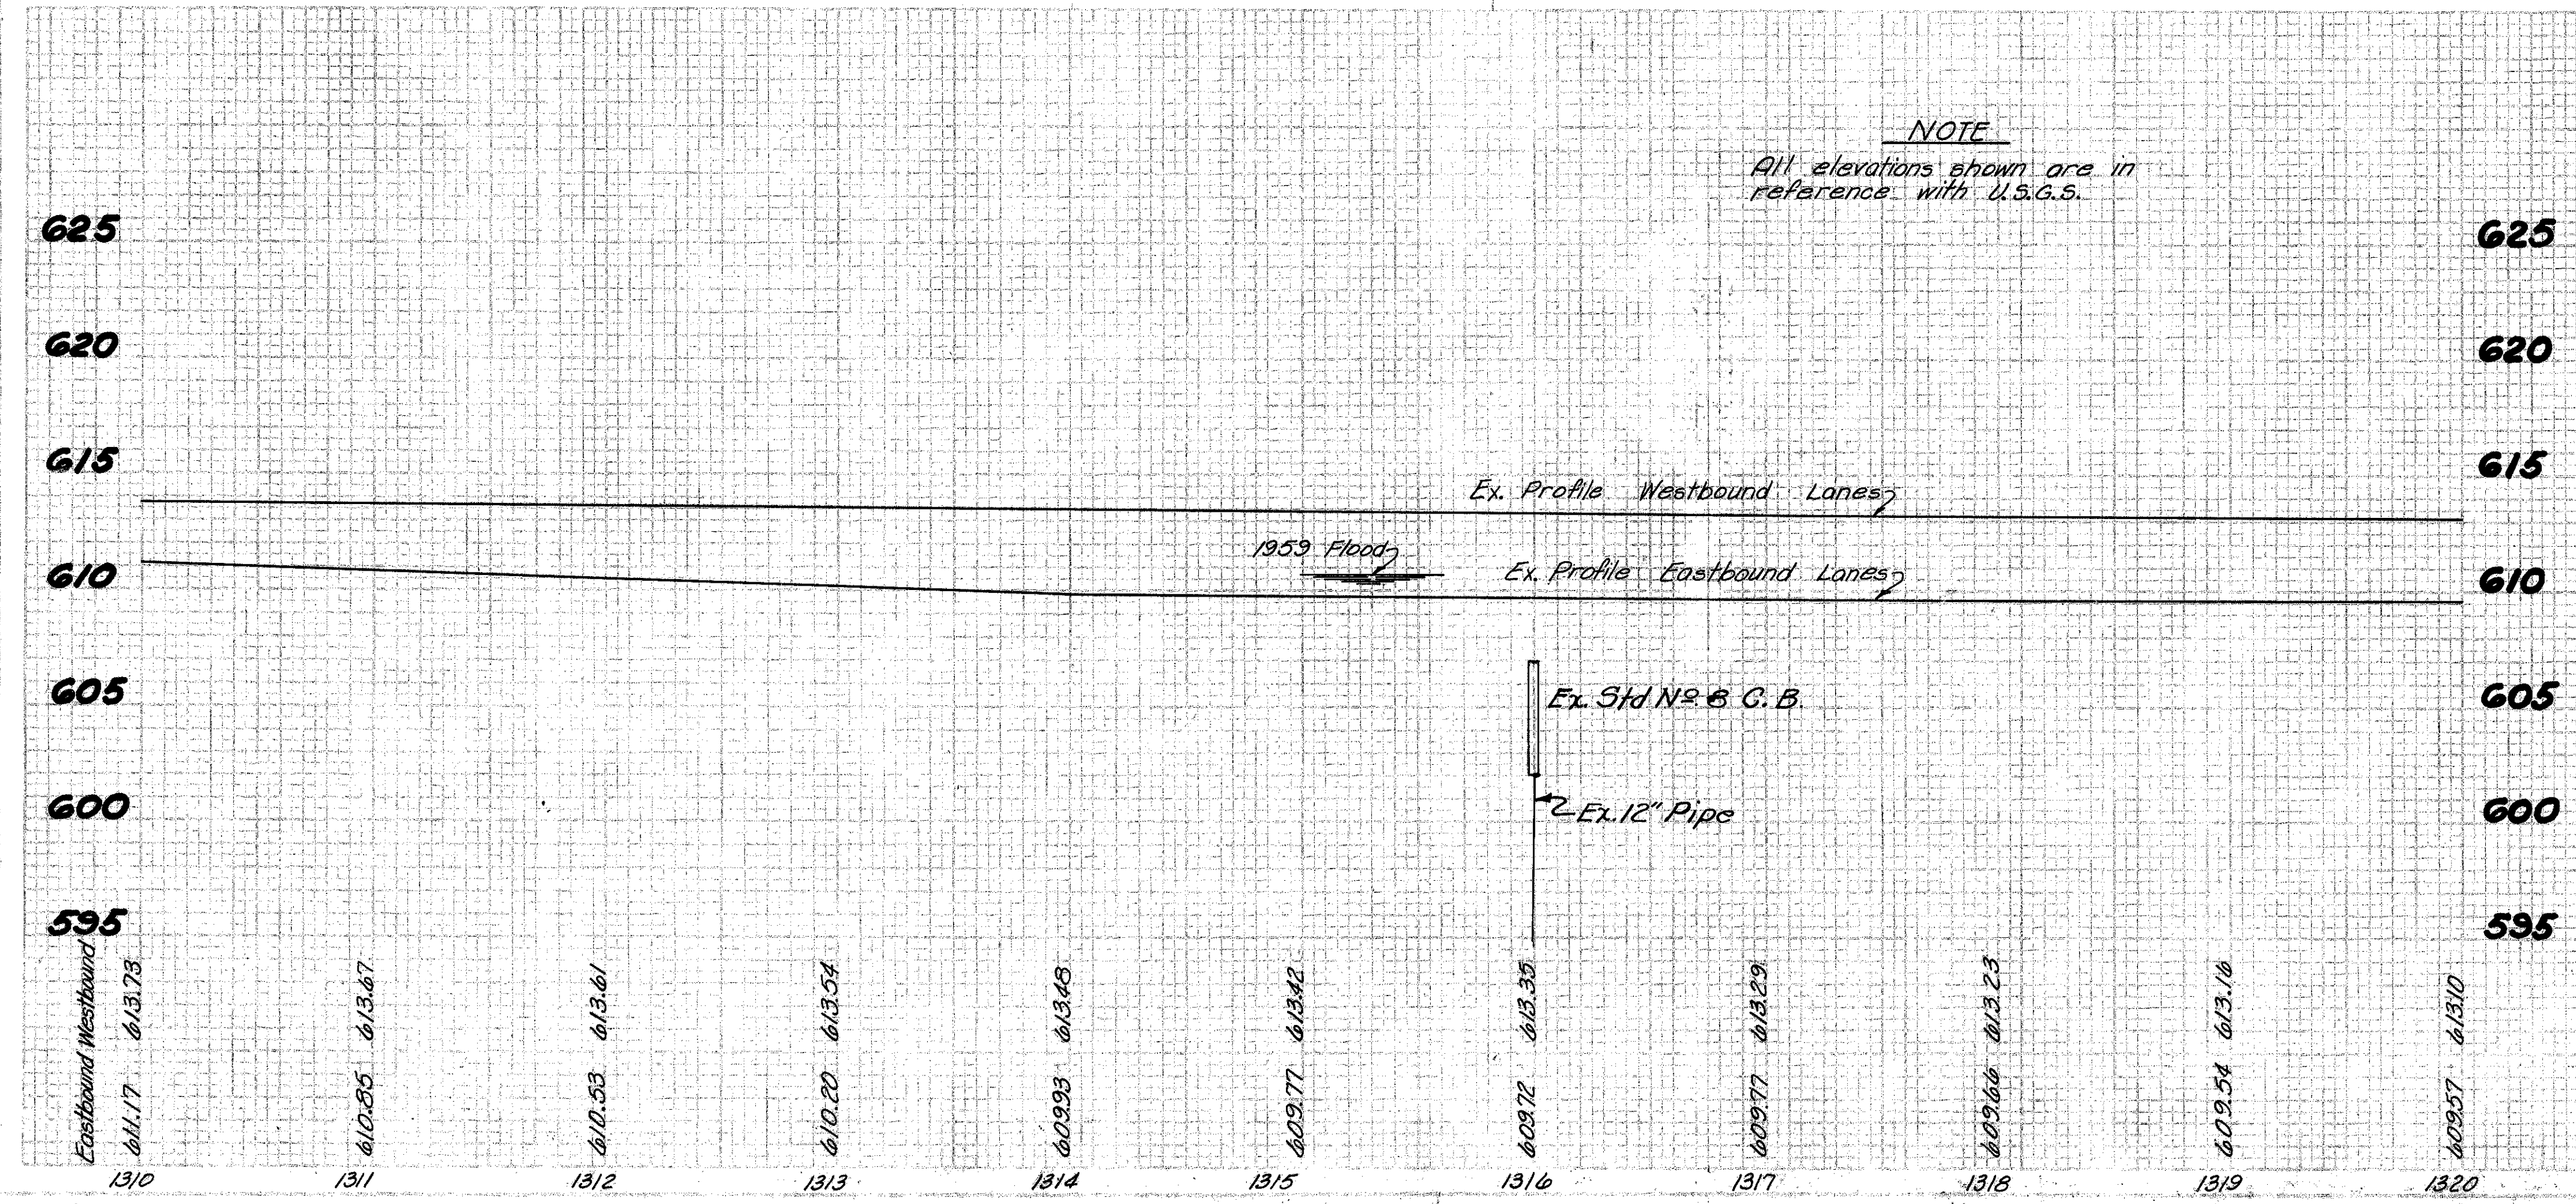 NOTE
All elevations shown are in
reference with U.S.G.S.
625 625
620 620
615 615
Ex. Profile Westbound Lanes
1959 Flood
610 Ex. Profile Eastbound Lanes 610
605 Ex. Std No 8 C.B. 605
600 Ex. 12" Pipe 600
595 595
Westbound 613.73 613.67 613.61 613.54 613.48 613.42 613.35 613.29 613.23 613.16 613.10
Eastbound 611.17 610.85 610.53 610.20 609.93 609.77 609.72 609.77 609.66 609.54 609.57
1310 1311 1312 1313 1314 1315 1316 1317 1318 1319 1320